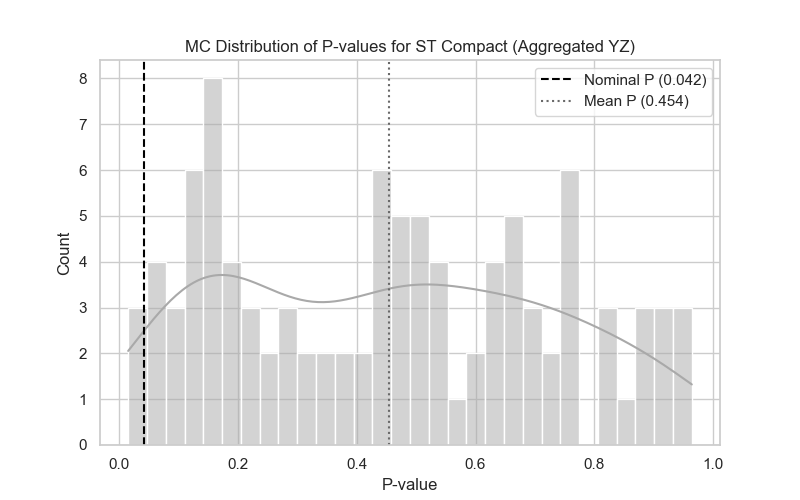 MC Distribution of P-values for ST Compact (Aggregated YZ)
Nominal P (0.042)
Mean P (0.454)
Count
8
7
6
5
4
3
2
1
0
0.0 0.2 0.4 0.6 0.8 1.0
P-value